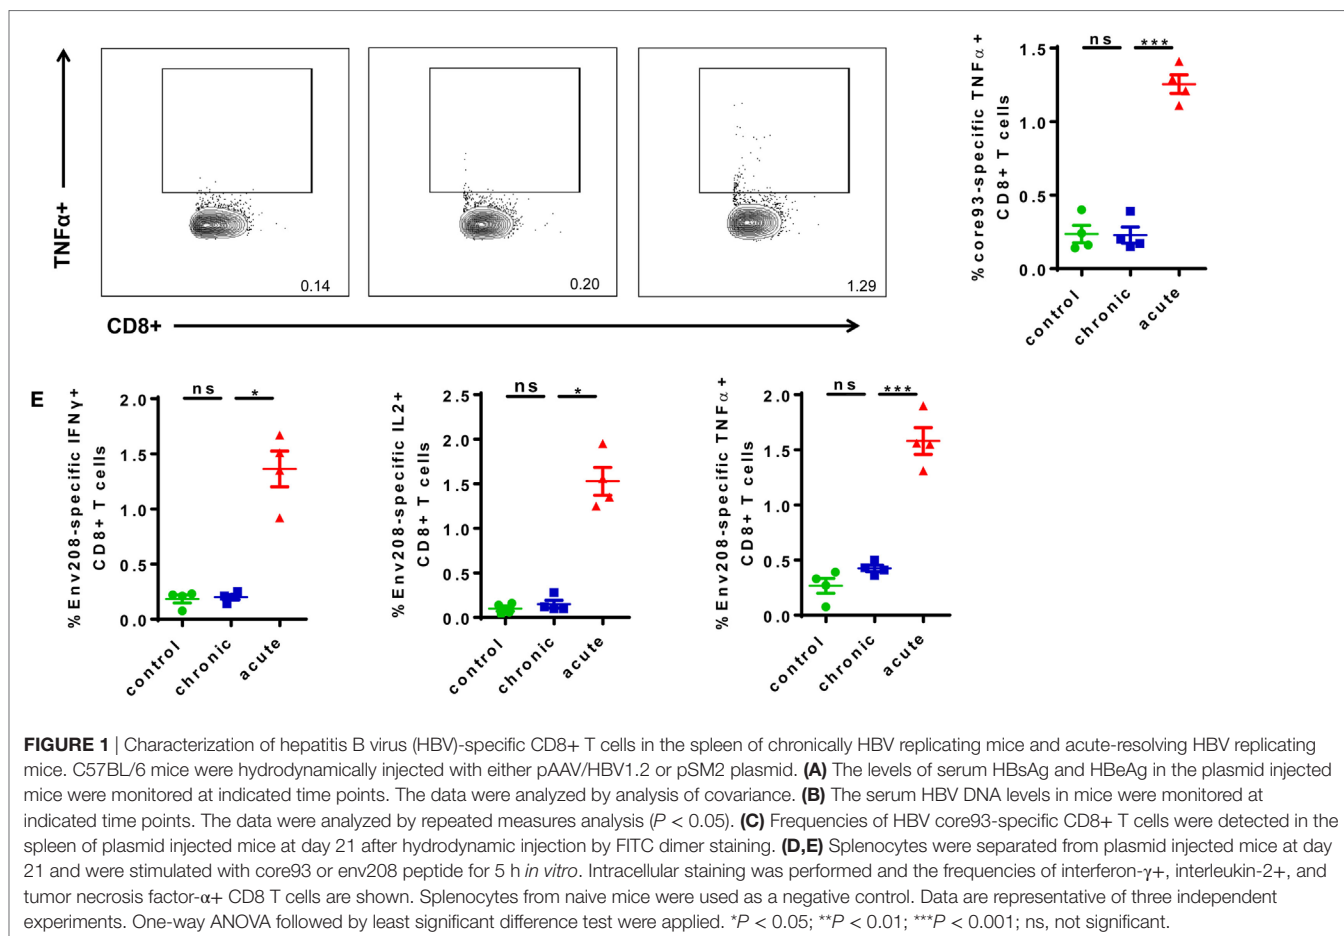 TNFα+
0.14
0.20
1.29
CD8+
% core93-specific TNFα +
CD8+ T cells
ns ***
1.5
1.0
0.5
0.0
control
chronic
acute
E
%Env208-specific IFNγ+
CD8+ T cells
ns *
2.0
1.5
1.0
0.5
0.0
control
chronic
acute
%Env208-specific IL2+
CD8+ T cells
ns *
2.5
2.0
1.5
1.0
0.5
0.0
control
chronic
acute
%Env208-specific TNFα +
CD8+ T cells
ns ***
2.0
1.5
1.0
0.5
0.0
control
chronic
acute
FIGURE 1 | Characterization of hepatitis B virus (HBV)-specific CD8+ T cells in the spleen of chronically HBV replicating mice and acute-resolving HBV replicating
mice. C57BL/6 mice were hydrodynamically injected with either pAAV/HBV1.2 or pSM2 plasmid. (A) The levels of serum HBsAg and HBeAg in the plasmid injected
mice were monitored at indicated time points. The data were analyzed by analysis of covariance. (B) The serum HBV DNA levels in mice were monitored at
indicated time points. The data were analyzed by repeated measures analysis (P < 0.05). (C) Frequencies of HBV core93-specific CD8+ T cells were detected in the
spleen of plasmid injected mice at day 21 after hydrodynamic injection by FITC dimer staining. (D,E) Splenocytes were separated from plasmid injected mice at day
21 and were stimulated with core93 or env208 peptide for 5 h in vitro. Intracellular staining was performed and the frequencies of interferon-γ+, interleukin-2+, and
tumor necrosis factor-α+ CD8 T cells are shown. Splenocytes from naive mice were used as a negative control. Data are representative of three independent
experiments. One-way ANOVA followed by least significant difference test were applied. *P < 0.05; **P < 0.01; ***P < 0.001; ns, not significant.